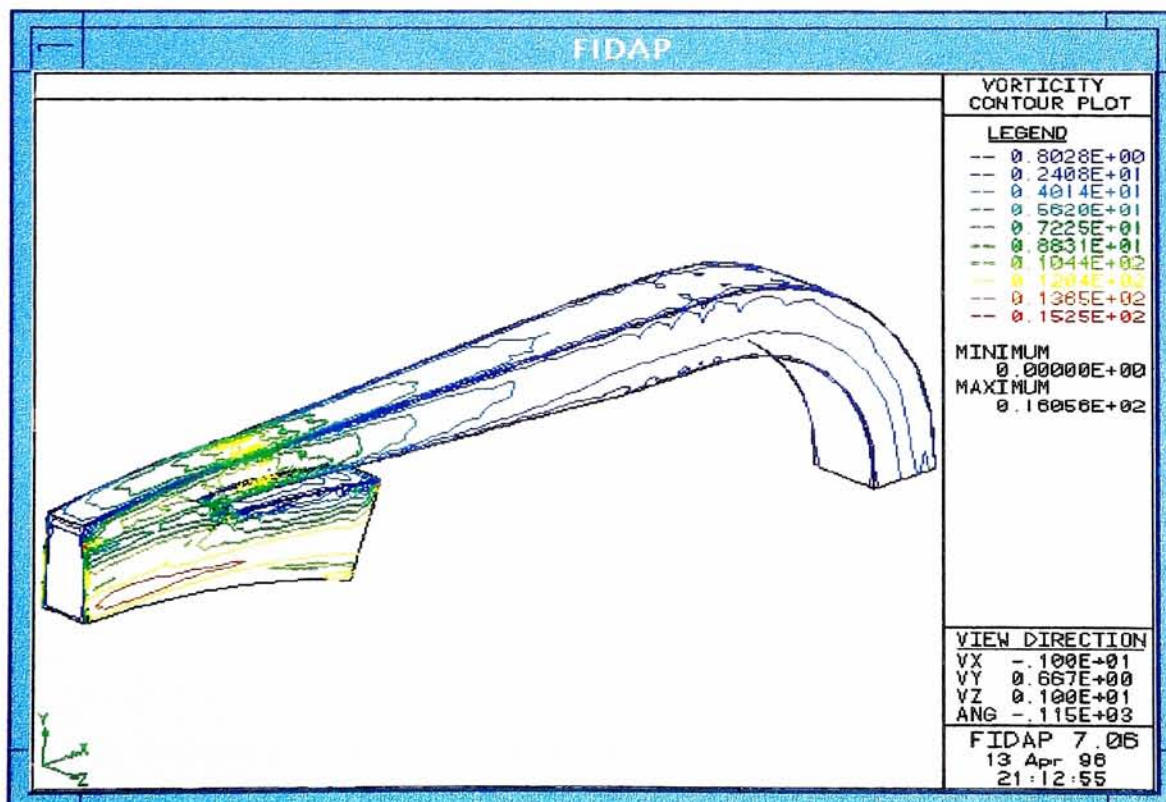 FIDAP
VORTICITY
CONTOUR PLOT
LEGEND
-- 0.8028E+00
-- 0.2408E+01
-- 0.4014E+01
-- 0.5620E+01
-- 0.7225E+01
-- 0.8831E+01
-- 0.1044E+02
-- 0.1204E+02
-- 0.1365E+02
-- 0.1525E+02
MINIMUM
0.00000E+00
MAXIMUM
0.16056E+02
VIEW DIRECTION
VX -.100E+01
VY 0.667E+00
VZ 0.100E+01
ANG -.115E+03
FIDAP 7.06
13 Apr 96
21:12:55
Y
X
Z